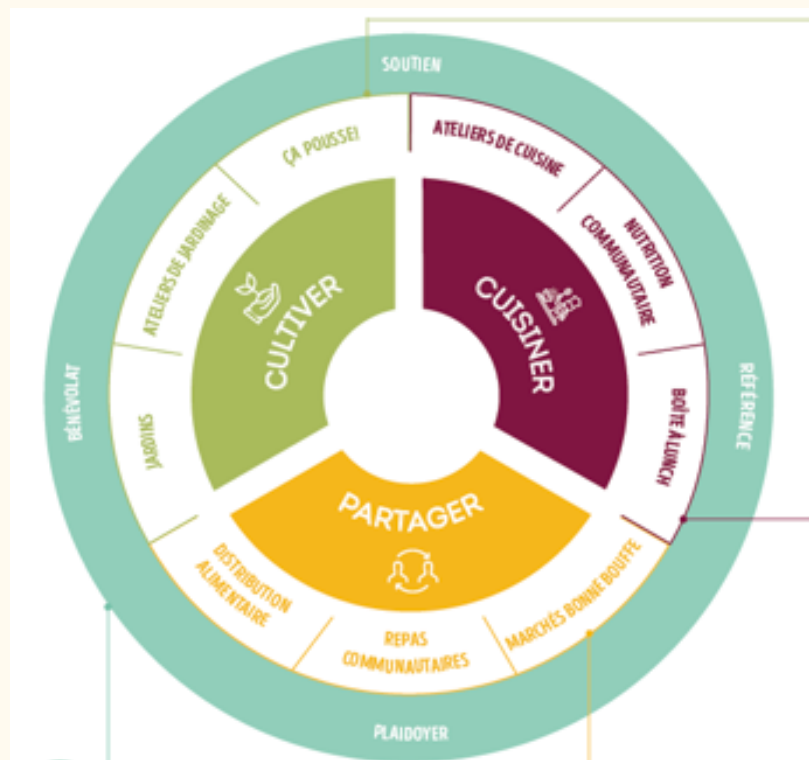 SOUTIEN
ÇA POUSSE!
ATELIERS DE CUISINE
ATELIERS DE JARDINAGE
NUTRITION
COMMUNAUTAIRE
CULTIVER
CUISINER
BÉNÉVOLAT
RÉFÉRENCE
JARDINS
BOÎTE À LUNCH
PARTAGER
DISTRIBUTION
ALIMENTAIRE
REPAS
COMMUNAUTAIRES
MARCHÉS BONNE BOUFFE
PLAIDOYER